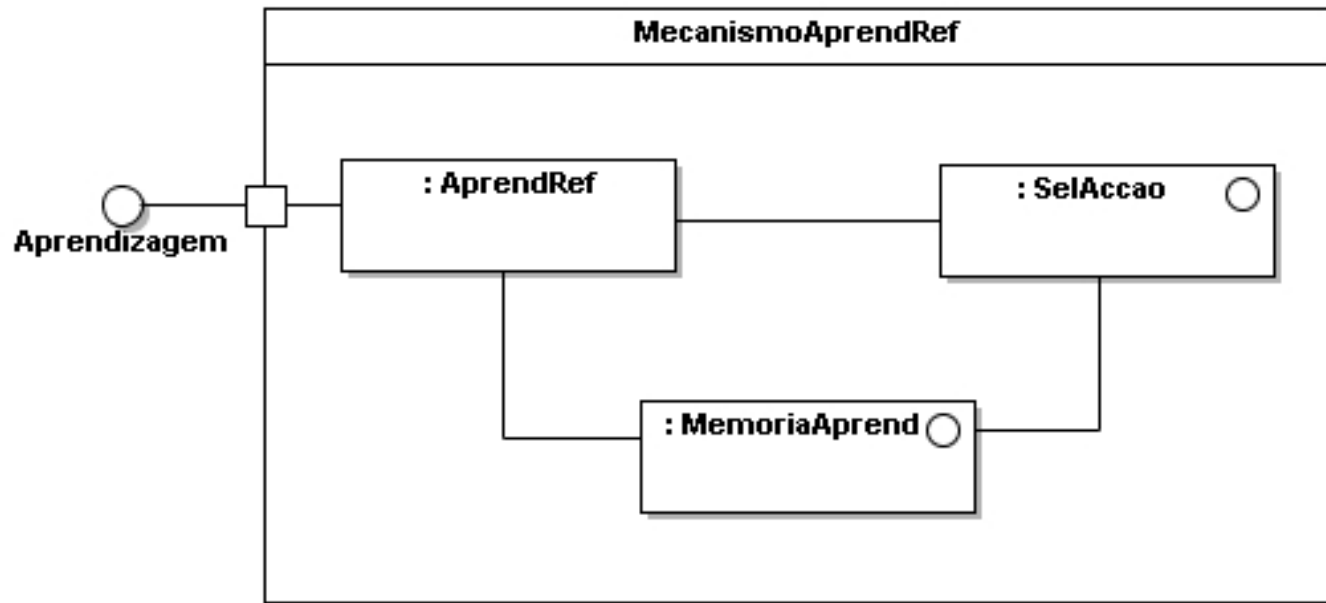 MecanismoAprendRef
: AprendRef
: SelAccao
Aprendizagem
: MemoriaAprend